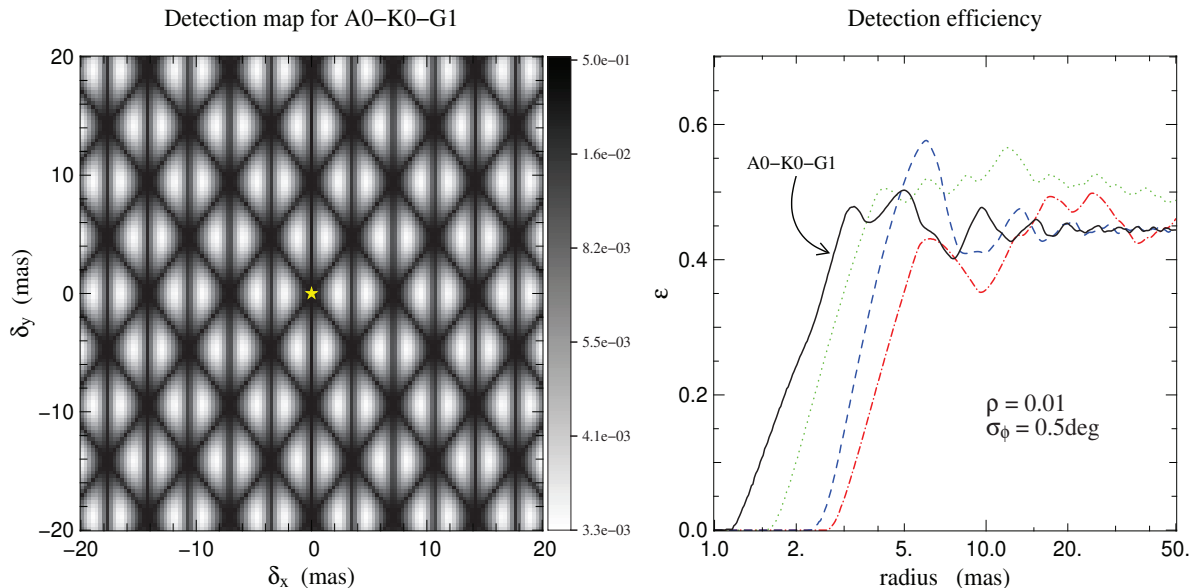 Detection map for A0−K0−G1
20
10
0
−10
−20
−20
−10
0
10
20
δy (mas)
δx (mas)
5.0e−01
1.6e−02
8.2e−03
5.5e−03
4.1e−03
3.3e−03
Detection efficiency
0.6
0.4
0.2
0.0
ε
A0−K0−G1
ρ = 0.01
σϕ = 0.5deg
1.0
2.
5.
10.0
20.
50.
radius (mas)